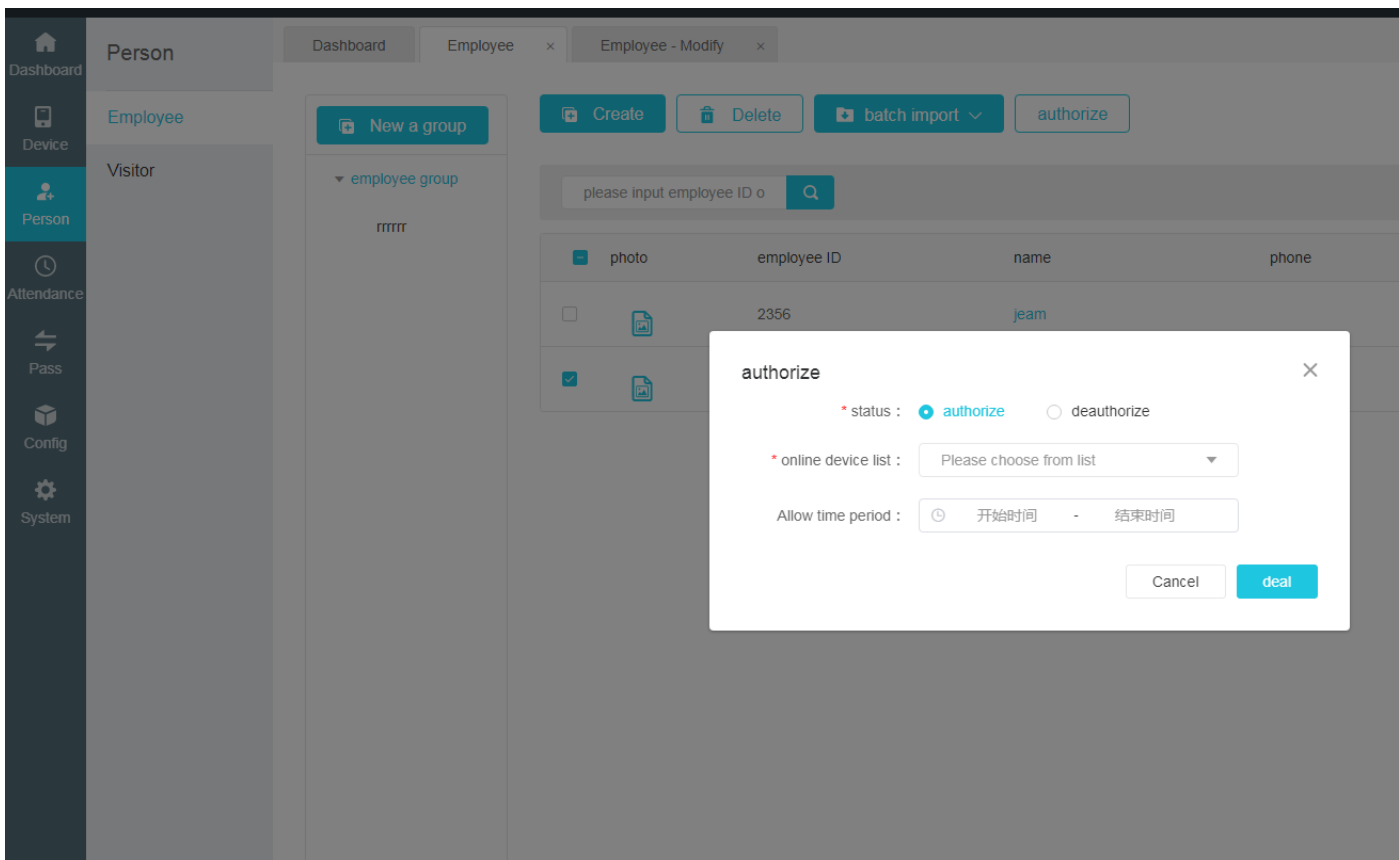 Dashboard
Device
Person
Attendance
Pass
Config
System
Person
Employee
Visitor
Dashboard Employee × Employee - Modify ×
New a group
employee group
rrrrrr
Create Delete batch import authorize
please input employee ID o
photo employee ID name phone
2356 jeam
authorize
* status : authorize deauthorize
* online device list : Please choose from list
Allow time period : 开始时间 - 结束时间
Cancel deal